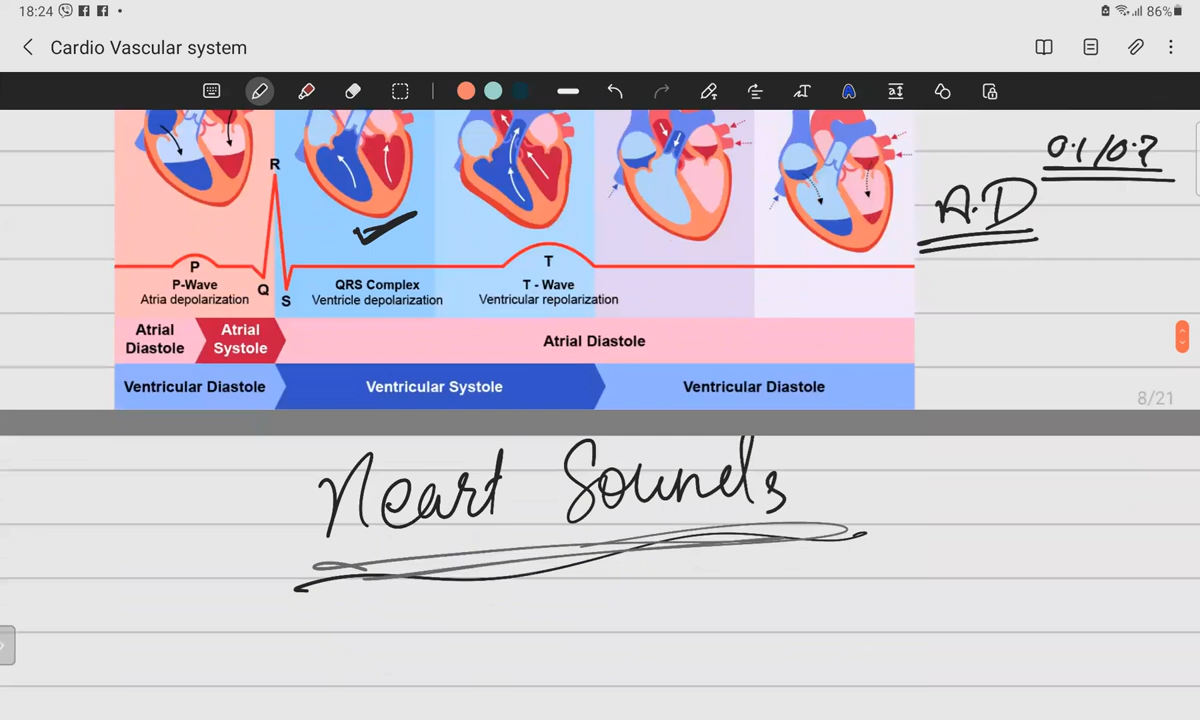 18:24 86%
Cardio Vascular system
0.1/0.7
A.D
R
P
T
Q
S
P-Wave
Atria depolarization
QRS Complex
Ventricle depolarization
T - Wave
Ventricular repolarization
Atrial
Diastole
Atrial
Systole
Atrial Diastole
Ventricular Diastole
Ventricular Systole
Ventricular Diastole
8/21
Heart Sounds